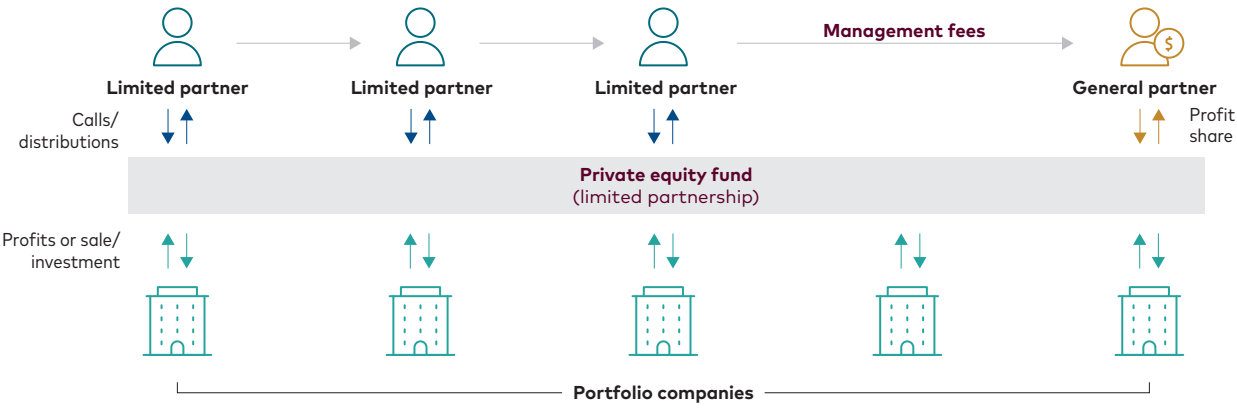 Management fees
$
Limited partner
Limited partner
Limited partner
General partner
Calls/
distributions
Profit
share
Private equity fund
(limited partnership)
Profits or sale/
investment
Portfolio companies